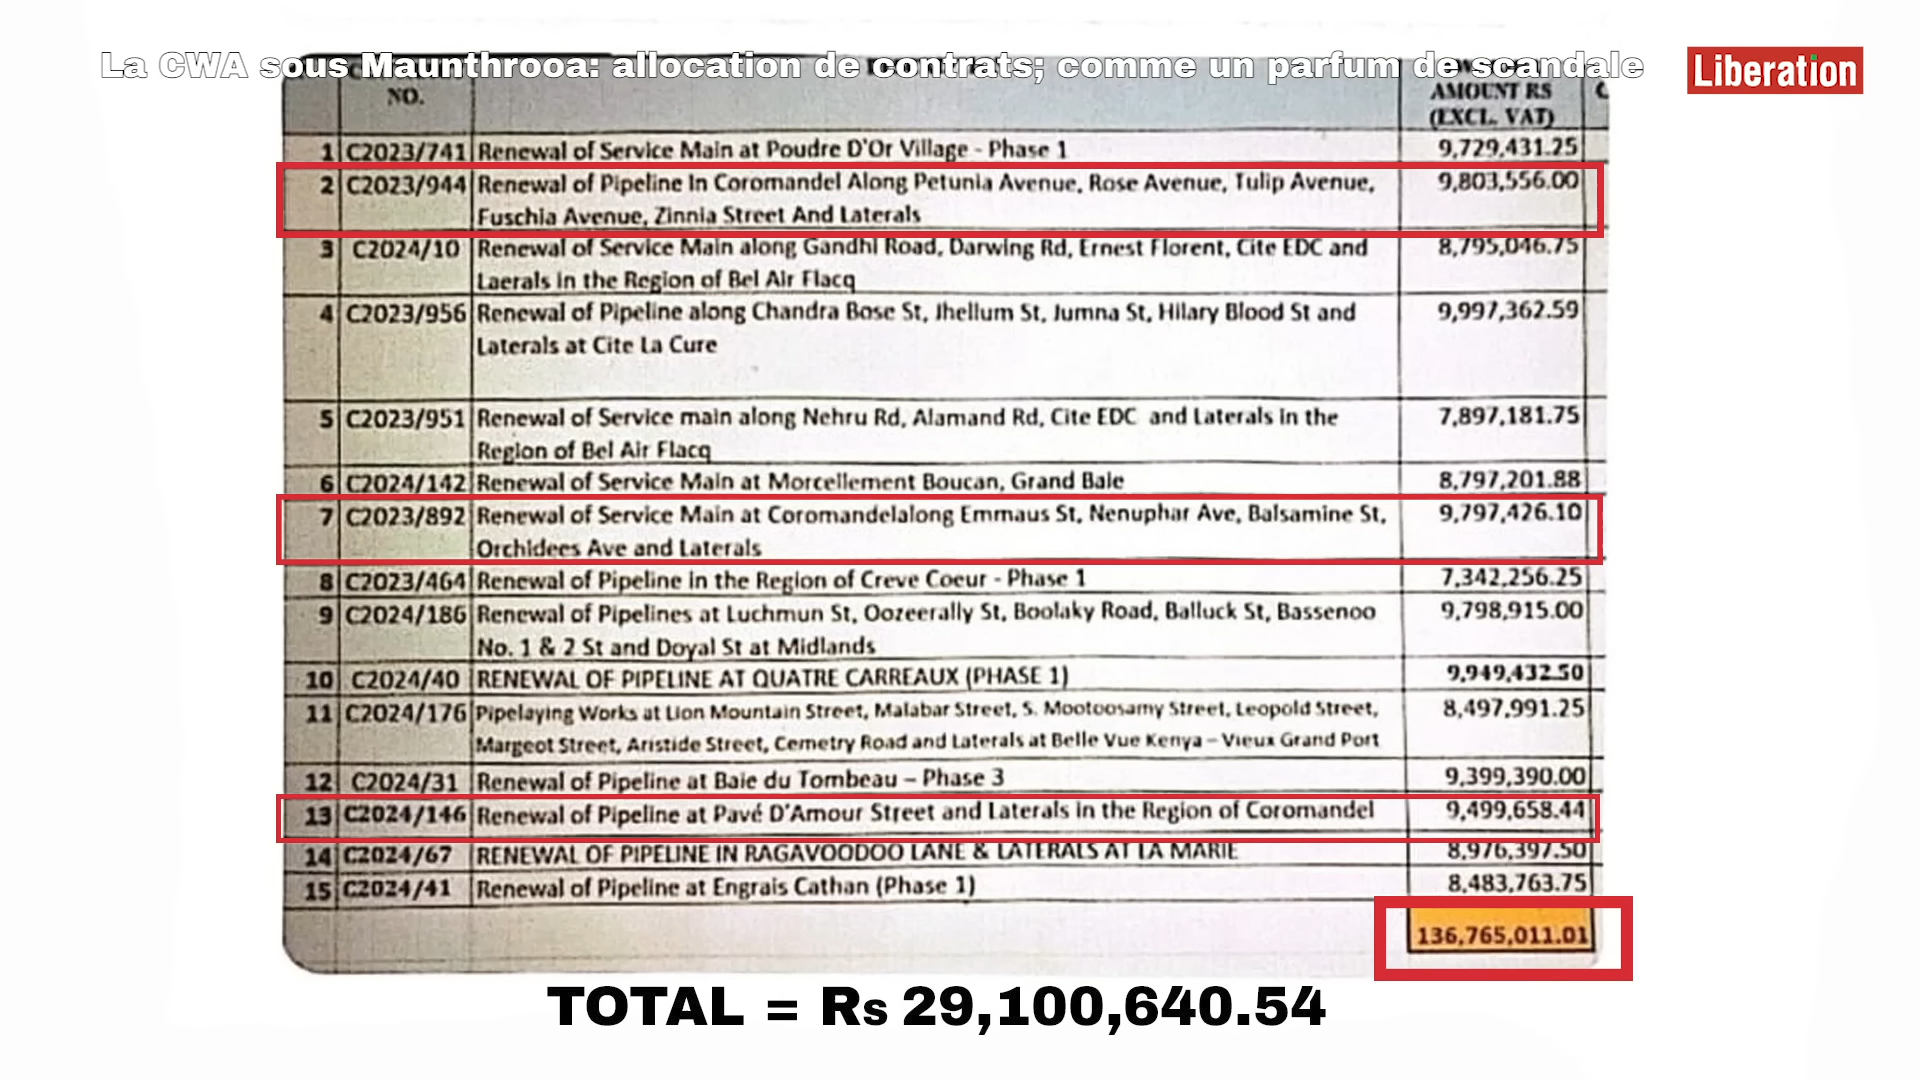 La CWA sous Maunthrooa: allocation de contrats; comme un parfum de scandale
Liberation
NO.
AMOUNT RS
(EXCL. VAT)
1 C2023/741 Renewal of Service Main at Poudre D'Or Village - Phase 1 9,729,431.25
2 C2023/944 Renewal of Pipeline In Coromandel Along Petunia Avenue, Rose Avenue, Tulip Avenue, 9,803,556.00
Fuschia Avenue, Zinnia Street And Laterals
3 C2024/10 Renewal of Service Main along Gandhi Road, Darwing Rd, Ernest Florent, Cite EDC and 8,795,046.75
Laerals in the Region of Bel Air Flacq
4 C2023/956 Renewal of Pipeline along Chandra Bose St, Jhellum St, Jumna St, Hilary Blood St and 9,997,362.59
Laterals at Cite La Cure
5 C2023/951 Renewal of Service main along Nehru Rd, Alamand Rd, Cite EDC and Laterals in the 7,897,181.75
Region of Bel Air Flacq
6 C2024/142 Renewal of Service Main at Morcellement Boucan, Grand Baie 8,797,201.88
7 C2023/892 Renewal of Service Main at Coromandelalong Emmaus St, Nenuphar Ave, Balsamine St, 9,797,426.10
Orchidees Ave and Laterals
8 C2023/464 Renewal of Pipeline in the Region of Creve Coeur - Phase 1 7,342,256.25
9 C2024/186 Renewal of Pipelines at Luchmun St, Oozeerally St, Boolaky Road, Balluck St, Bassenoo 9,798,915.00
No. 1 & 2 St and Doyal St at Midlands
10 C2024/40 RENEWAL OF PIPELINE AT QUATRE CARREAUX (PHASE 1) 9,949,432.50
11 C2024/176 Pipelaying Works at Lion Mountain Street, Malabar Street, S. Mootoosamy Street, Leopold Street, 8,497,991.25
Margeot Street, Aristide Street, Cemetry Road and Laterals at Belle Vue Kenya – Vieux Grand Port
12 C2024/31 Renewal of Pipeline at Baie du Tombeau – Phase 3 9,399,390.00
13 C2024/146 Renewal of Pipeline at Pavé D'Amour Street and Laterals in the Region of Coromandel 9,499,658.44
14 C2024/67 RENEWAL OF PIPELINE IN RAGAVOODOO LANE & LATERALS AT LA MARIE 8,976,397.50
15 C2024/41 Renewal of Pipeline at Engrais Cathan (Phase 1) 8,483,763.75
136,765,011.01
TOTAL = Rs 29,100,640.54